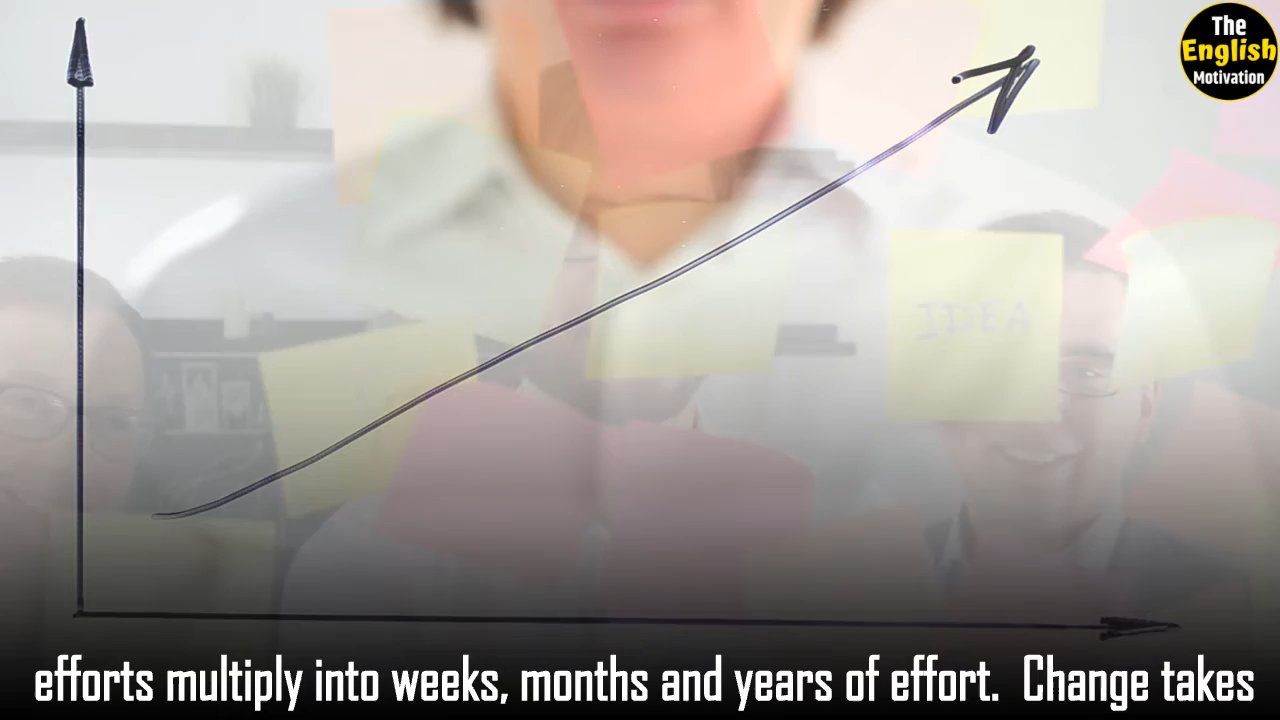 The
English
Motivation
IDEA
efforts multiply into weeks, months and years of effort.  Change takes